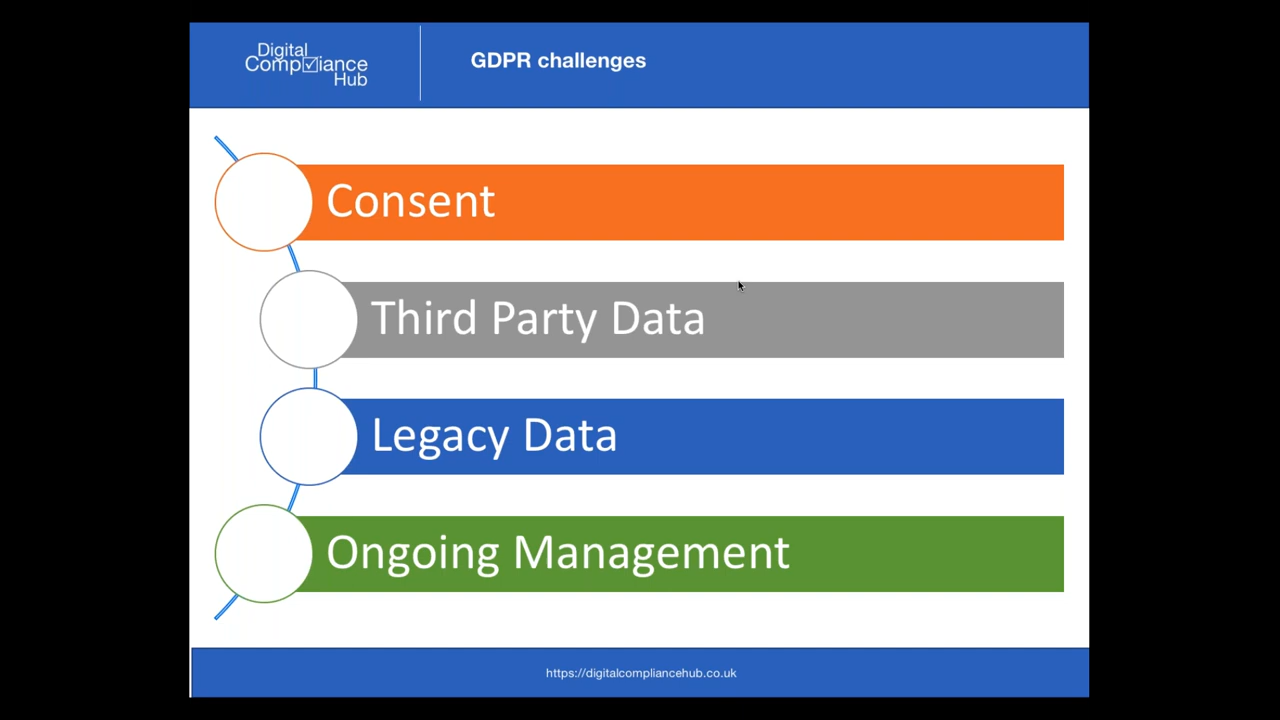 Digital
Compliance
Hub
GDPR challenges
Consent
Third Party Data
Legacy Data
Ongoing Management
https://digitalcompliancehub.co.uk